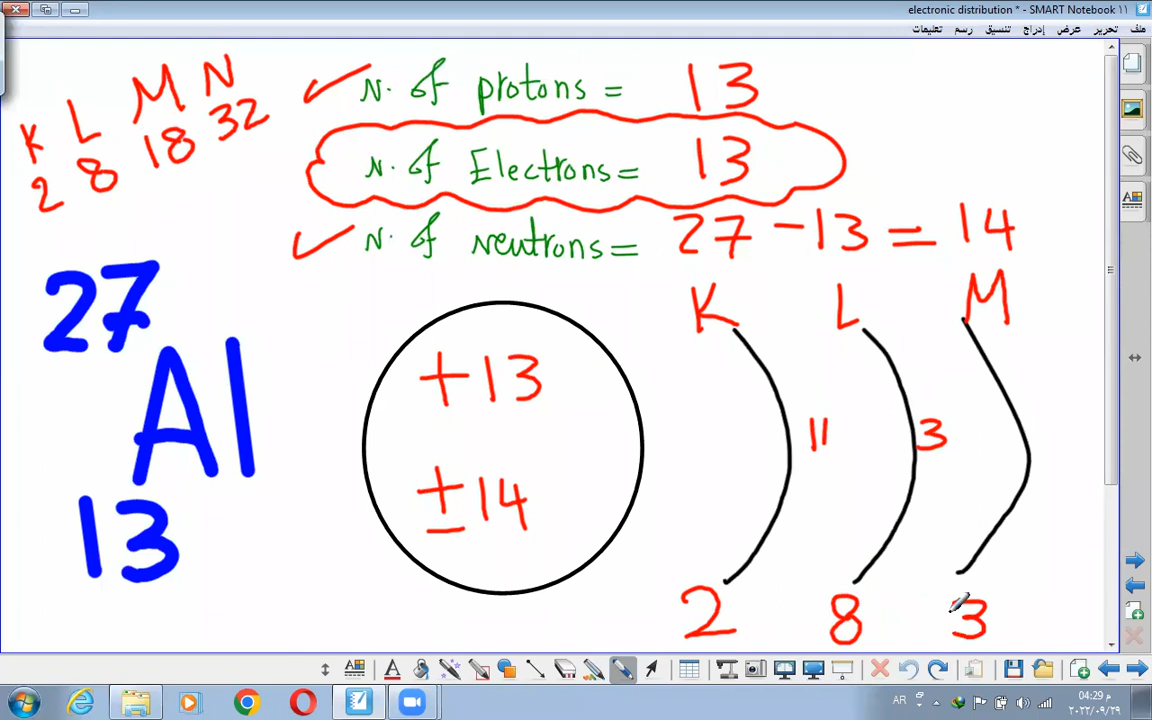 electronic distribution * - SMART Notebook ١١
ملف تحرير عرض إدراج تنسيق رسم تعليمات
K L M N
2 8 18 32
N. of protons = 13
N. of Electrons = 13
N. of neutrons = 27 - 13 = 14
27
Al
13
+13
± 14
K L M
11 3
2 8 3
AR
م 04:29
٢٠٢٢/٠٩/٢٩